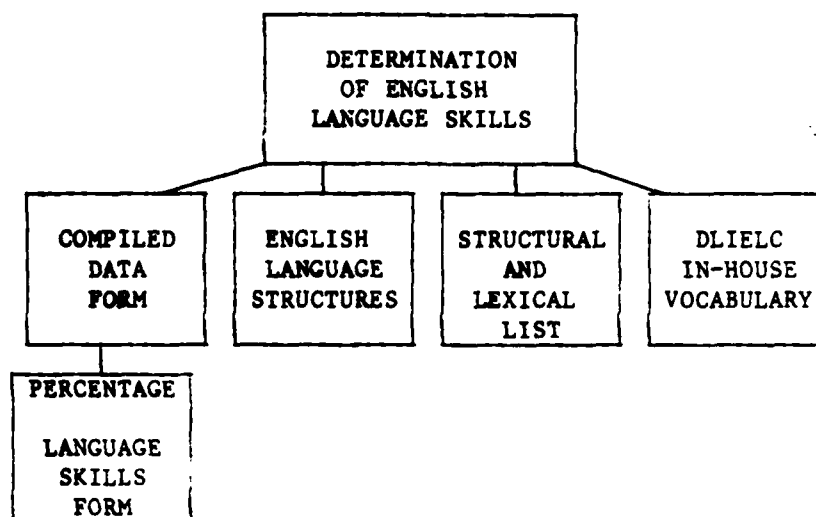 DETERMINATION
OF ENGLISH
LANGUAGE SKILLS
COMPILED
DATA
FORM
ENGLISH
LANGUAGE
STRUCTURES
STRUCTURAL
AND
LEXICAL
LIST
DLIELC
IN-HOUSE
VOCABULARY
PERCENTAGE
LANGUAGE
SKILLS
FORM